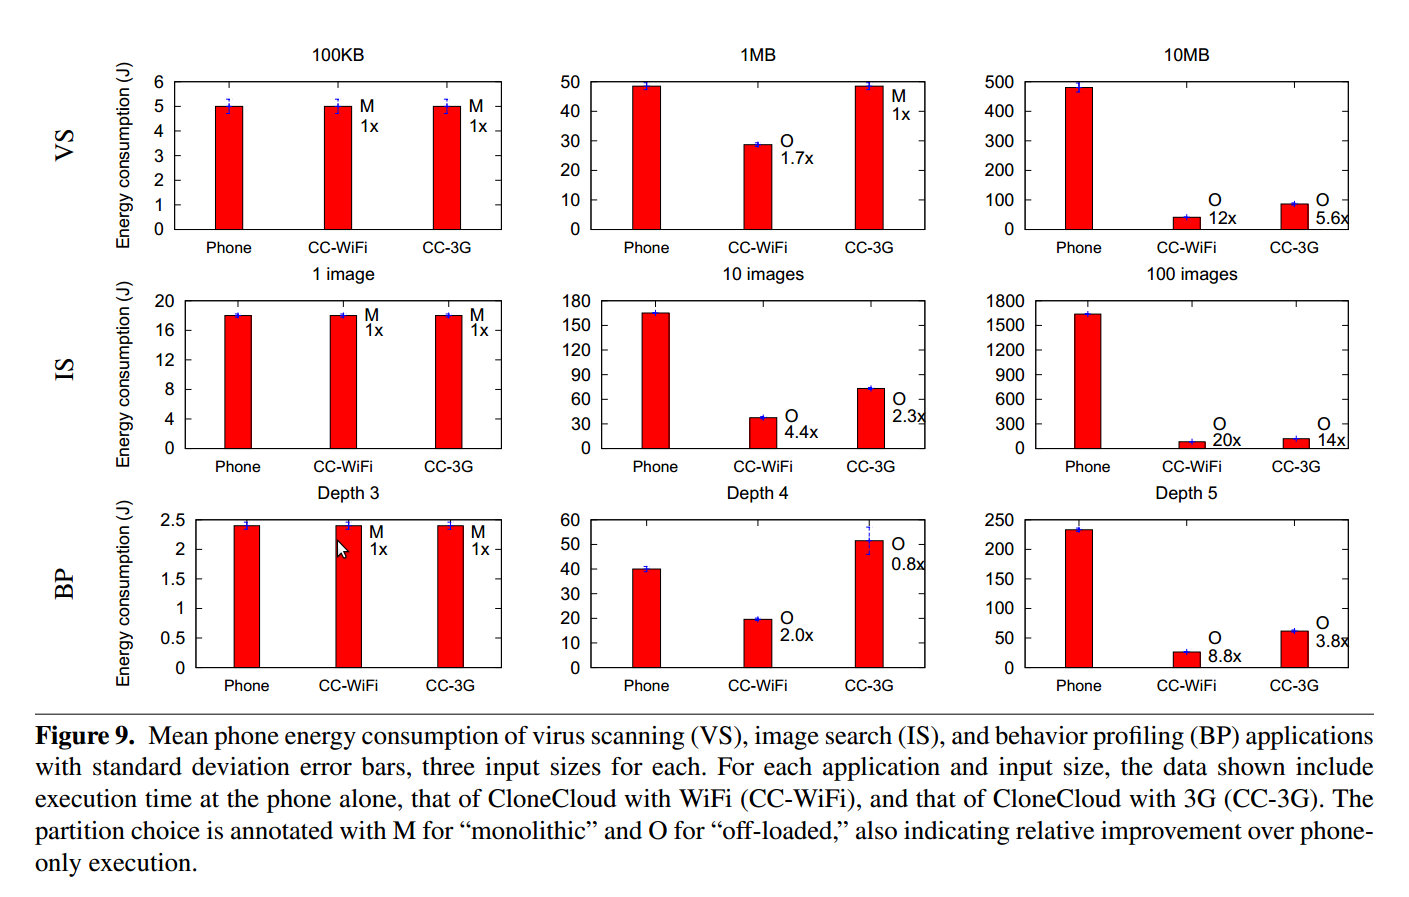 100KB
1MB
10MB
VS
Energy consumption (J)
6
5
4
3
2
1
0
M
1x
M
1x
Phone
CC-WiFi
CC-3G
50
40
30
20
10
0
O
1.7x
M
1x
Phone
CC-WiFi
CC-3G
500
400
300
200
100
0
O
12x
O
5.6x
Phone
CC-WiFi
CC-3G
1 image
10 images
100 images
IS
Energy consumption (J)
20
16
12
8
4
0
M
1x
M
1x
Phone
CC-WiFi
CC-3G
180
150
120
90
60
30
0
O
4.4x
O
2.3x
Phone
CC-WiFi
CC-3G
1800
1500
1200
900
600
300
0
O
20x
O
14x
Phone
CC-WiFi
CC-3G
Depth 3
Depth 4
Depth 5
BP
Energy consumption (J)
2.5
2
1.5
1
0.5
0
M
1x
M
1x
Phone
CC-WiFi
CC-3G
60
50
40
30
20
10
0
O
2.0x
O
0.8x
Phone
CC-WiFi
CC-3G
250
200
150
100
50
0
O
8.8x
O
3.8x
Phone
CC-WiFi
CC-3G
Figure 9. Mean phone energy consumption of virus scanning (VS), image search (IS), and behavior profiling (BP) applications
with standard deviation error bars, three input sizes for each. For each application and input size, the data shown include
execution time at the phone alone, that of CloneCloud with WiFi (CC-WiFi), and that of CloneCloud with 3G (CC-3G). The
partition choice is annotated with M for “monolithic” and O for “off-loaded,” also indicating relative improvement over phone-
only execution.